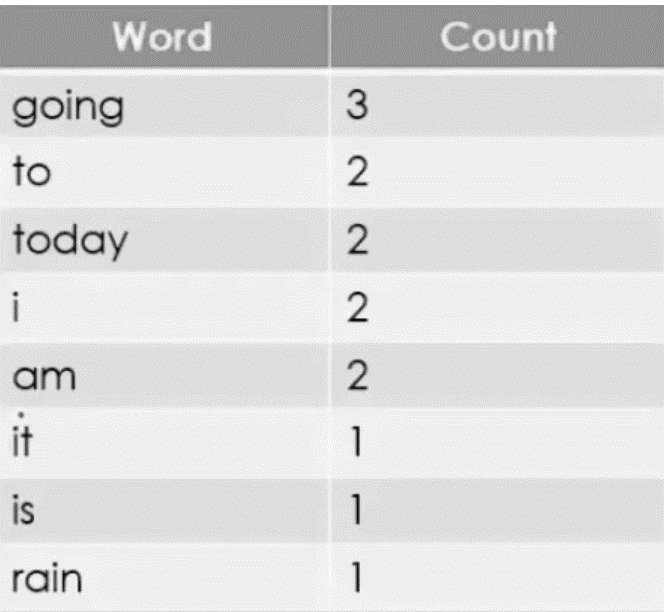 Word Count
going 3
to 2
today 2
i 2
am 2
it 1
is 1
rain 1